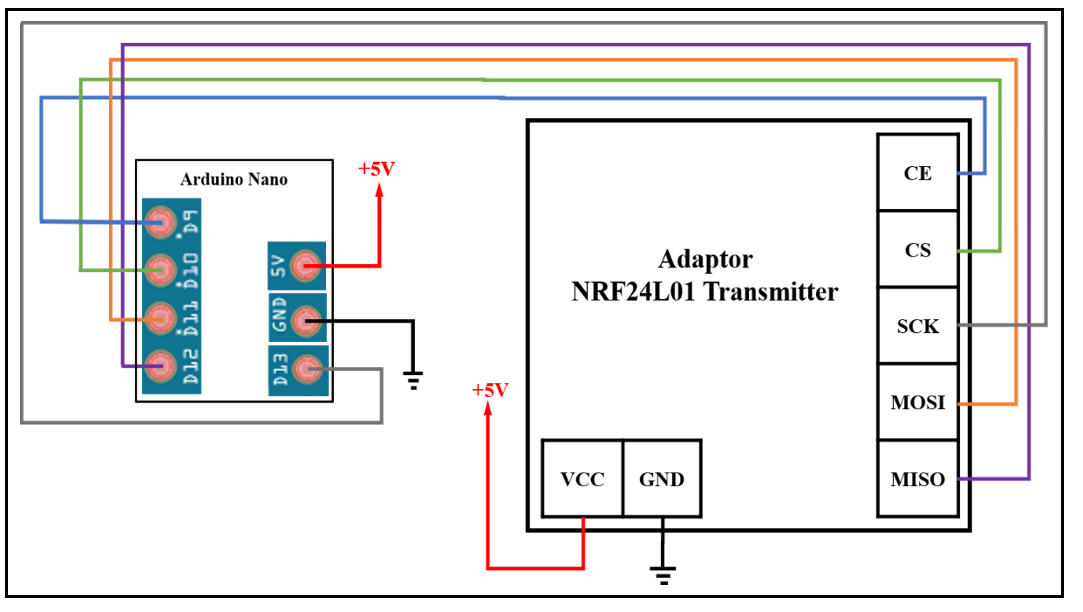 Arduino Nano
D9
D10
D11
D12
5V
GND
D13
+5V
+5V
Adaptor
NRF24L01 Transmitter
CE
CS
SCK
MOSI
MISO
VCC
GND